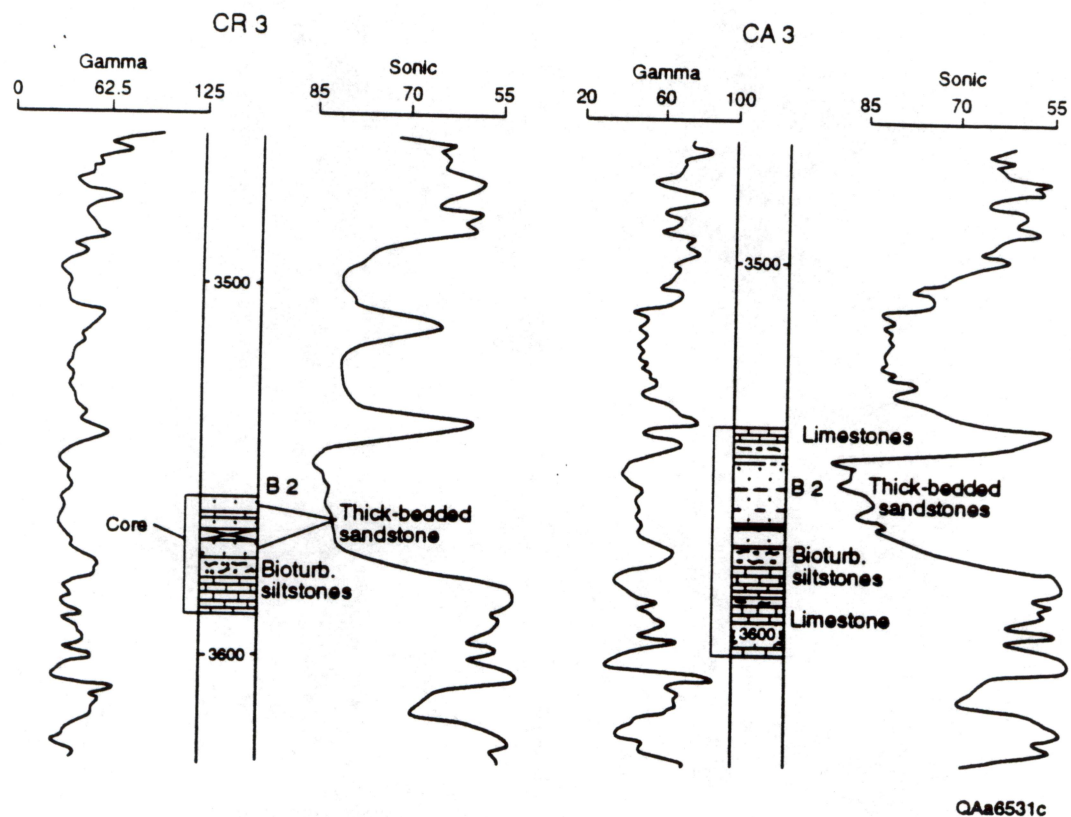 CR 3
Gamma
0 62.5 125
Sonic
85 70 55
3500
B 2
Core
Thick-bedded
sandstone
Bioturb.
siltstones
3600
CA 3
Gamma
20 60 100
Sonic
85 70 55
3500
Limestones
B 2
Thick-bedded
sandstones
Bioturb.
siltstones
Limestone
3600
QAa6531c